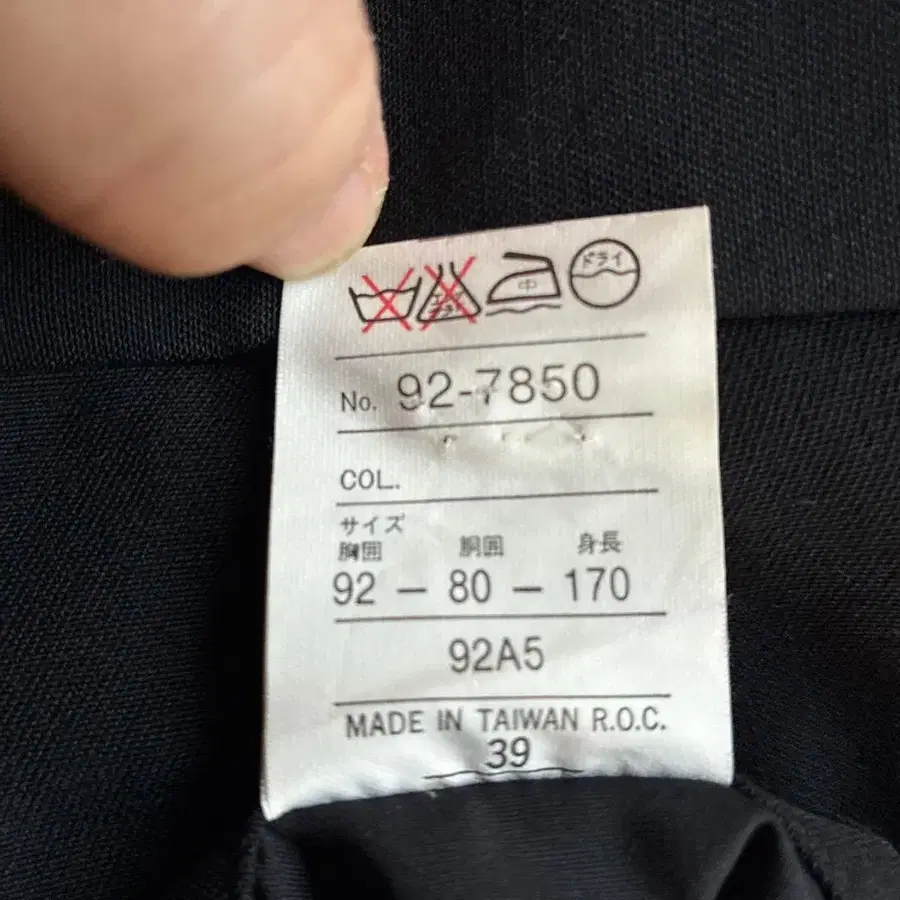 中 ドライ
No. 92-7850
COL.
サイズ
胸囲 胴囲 身長
92 — 80 — 170
92A5
MADE IN TAIWAN R.O.C.
39